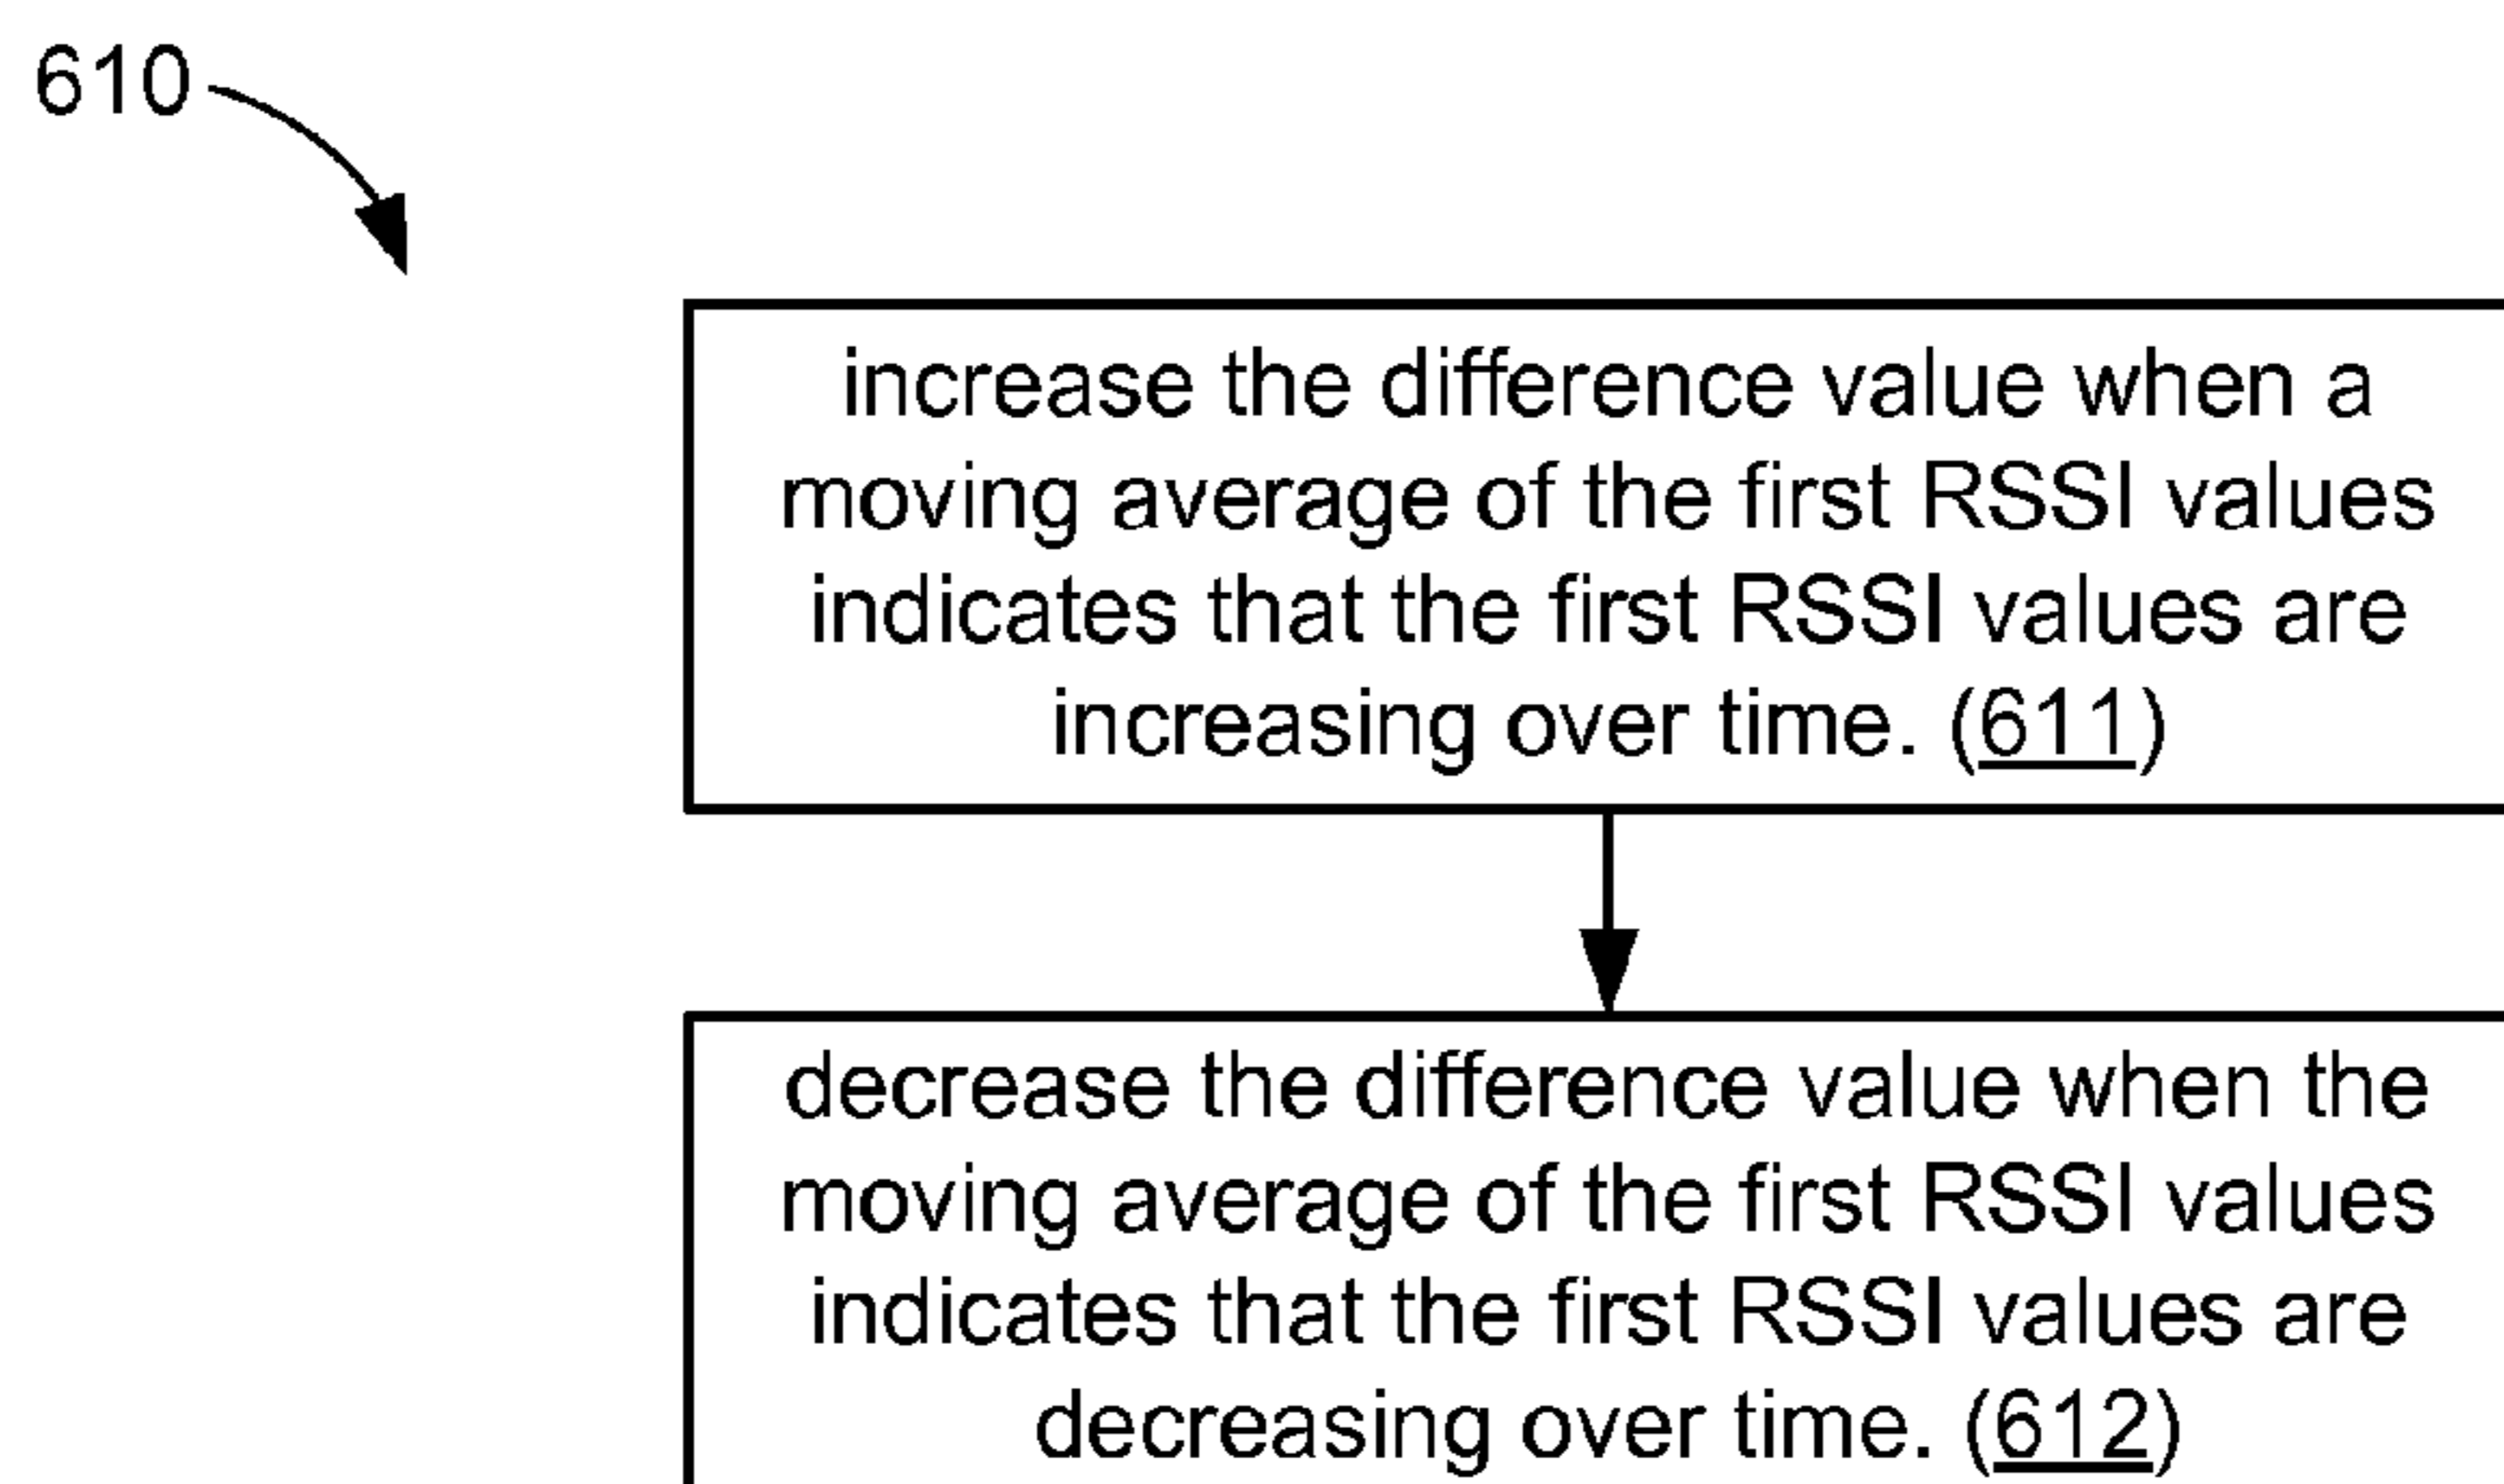 610
increase the difference value when a
moving average of the first RSSI values
indicates that the first RSSI values are
increasing over time. (611)
decrease the difference value when the
moving average of the first RSSI values
indicates that the first RSSI values are
decreasing over time. (612)